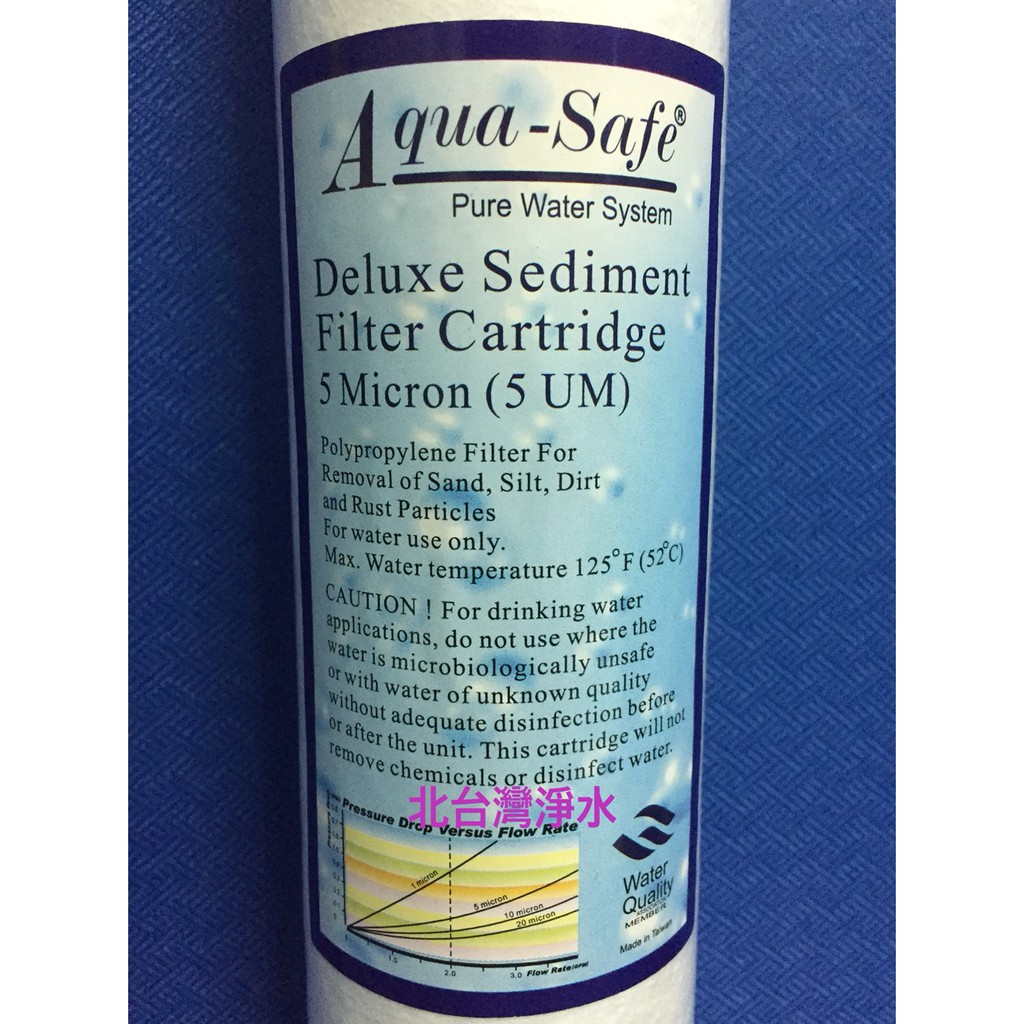 Aqua-Safe®
Pure Water System
Deluxe Sediment
Filter Cartridge
5 Micron (5 UM)
Polypropylene Filter For
Removal of Sand, Silt, Dirt
and Rust Particles
For water use only.
Max. Water temperature 125°F (52°C)
CAUTION ! For drinking water
applications, do not use where the
water is microbiologically unsafe
or with water of unknown quality
without adequate disinfection before
or after the unit. This cartridge will not
remove chemicals or disinfect water.
北台灣淨水
Pressure Drop Versus Flow Rate
1 micron
5 micron
10 micron
20 micron
1.0
2.0
3.0
Flow Rate(GPM)
Water
Quality
ASSOCIATION
MEMBER
Made in Taiwan